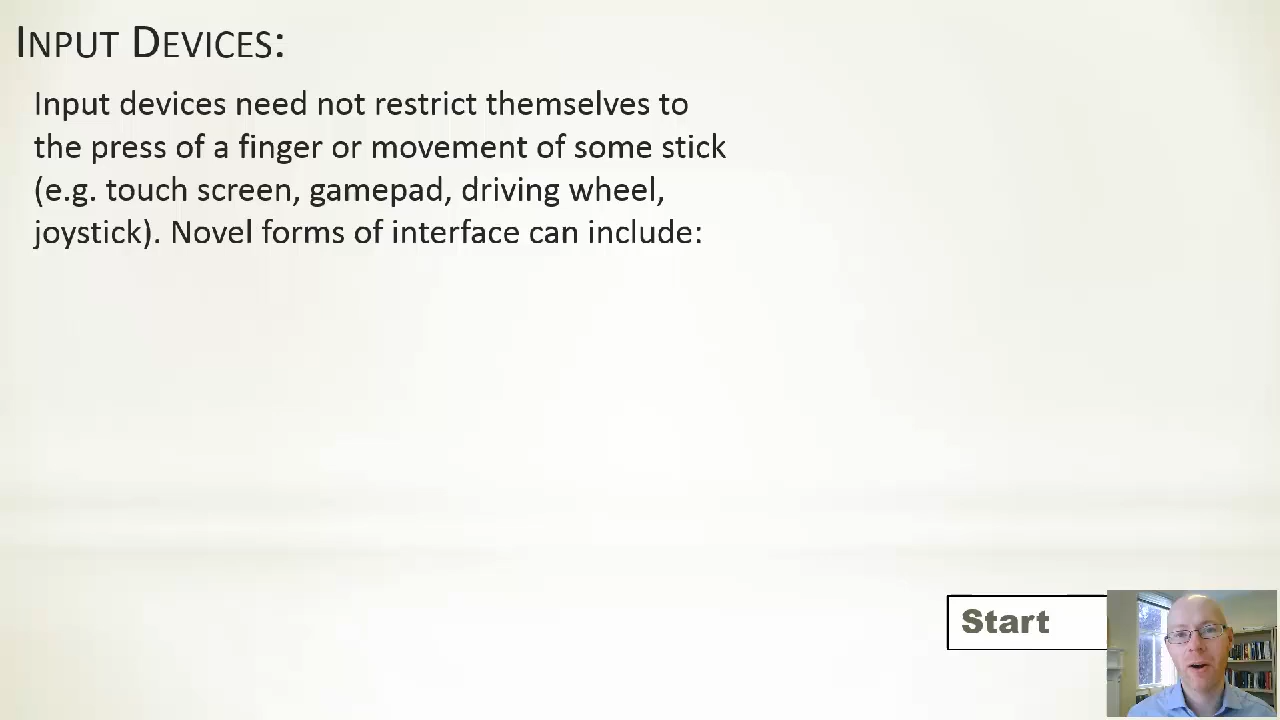 INPUT DEVICES:
Input devices need not restrict themselves to
the press of a finger or movement of some stick
(e.g. touch screen, gamepad, driving wheel,
joystick). Novel forms of interface can include:
Start